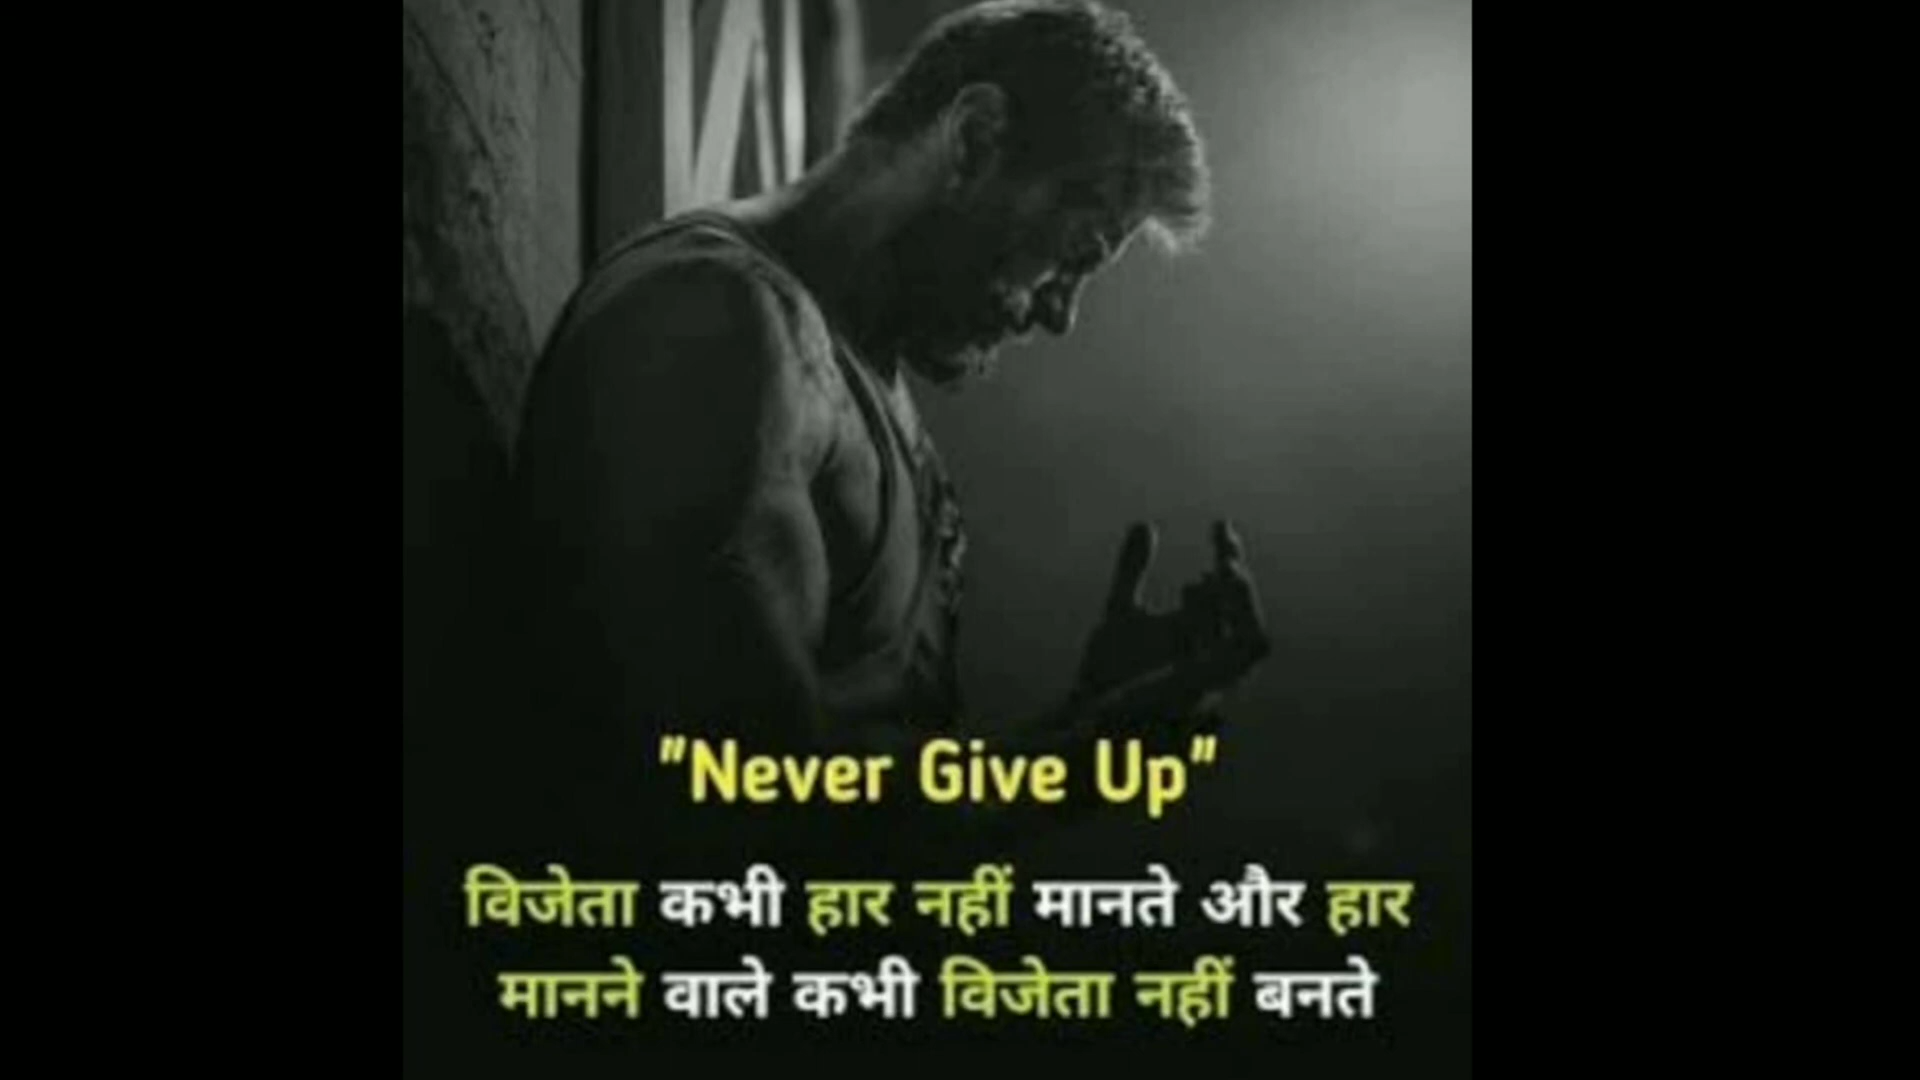 "Never Give Up"
विजेता कभी हार नहीं मानते और हार
मानने वाले कभी विजेता नहीं बनते